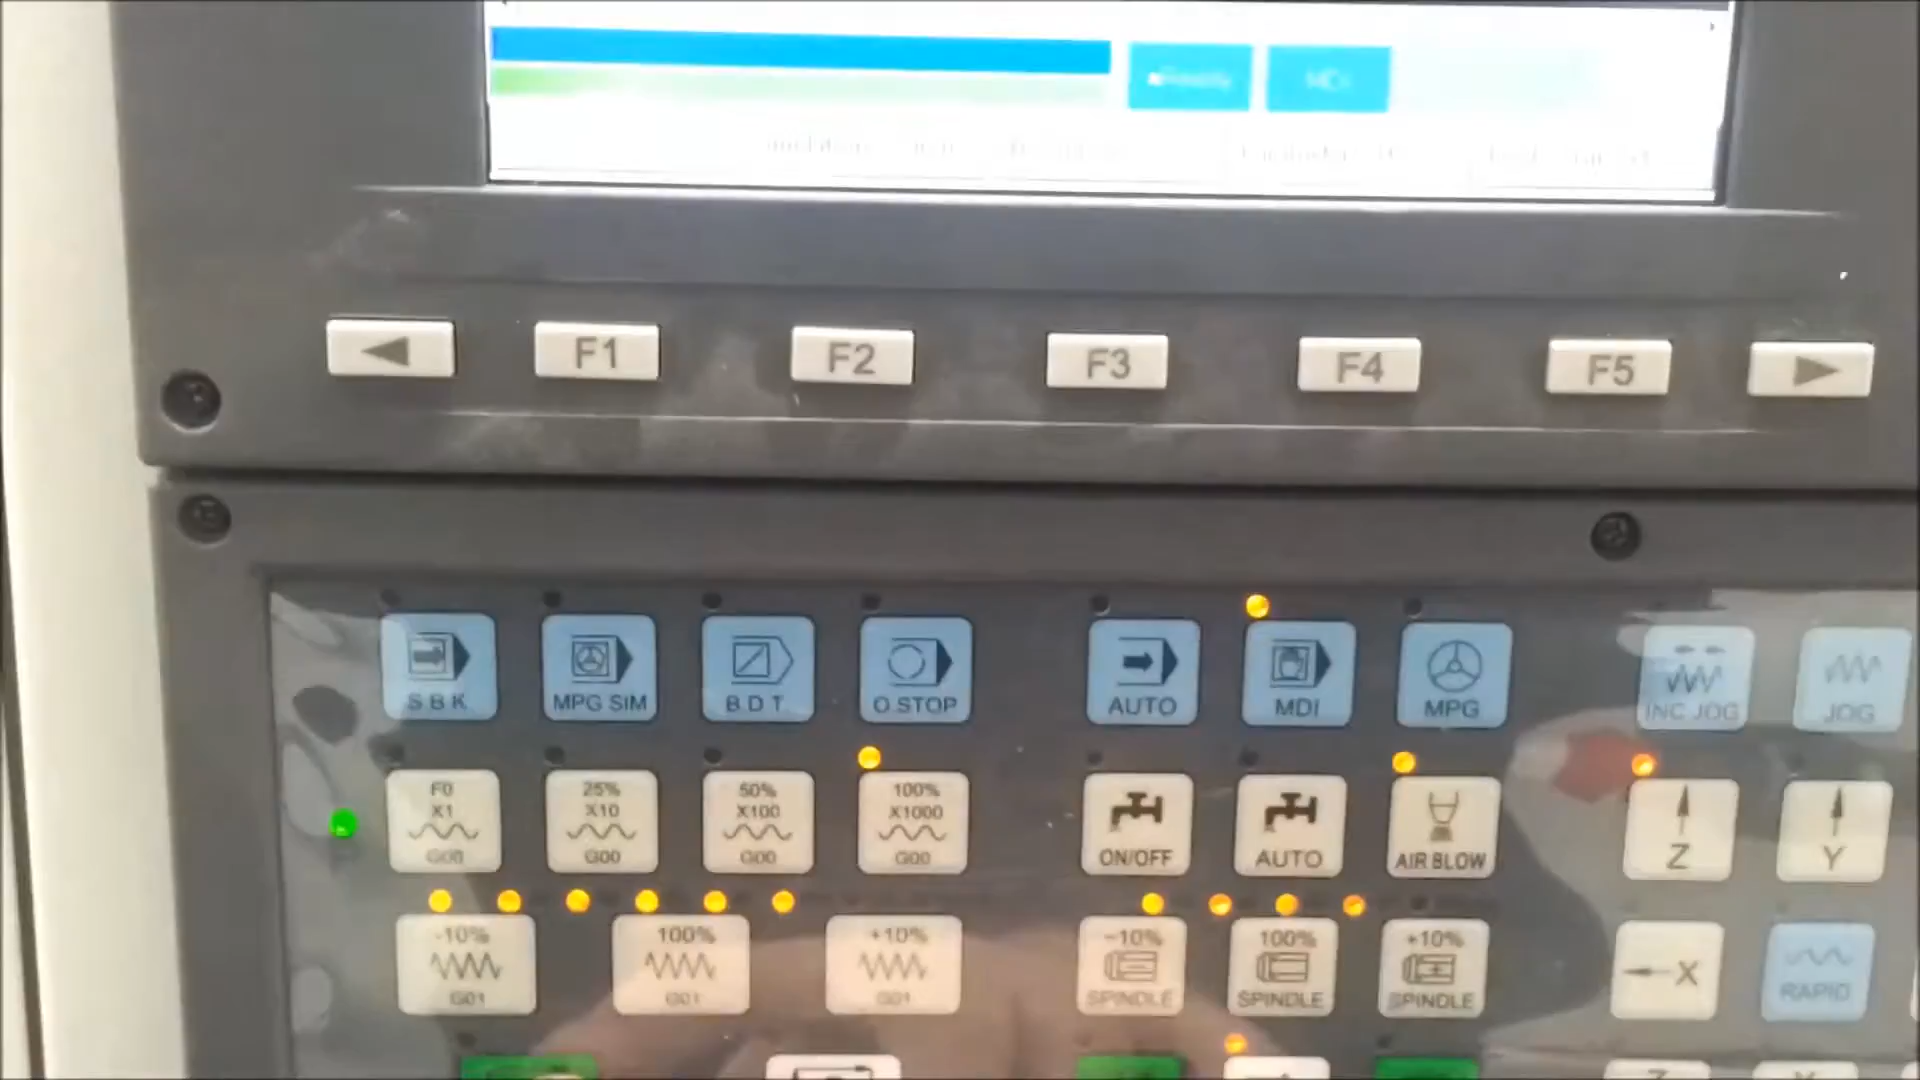 F1 F2 F3 F4 F5
S.B.K. MPG SIM B.D.T. O.STOP AUTO MDI MPG INC JOG JOG
F0 25% 50% 100%
X1 X10 X100 X1000
G00 G00 G00 G00
ON/OFF AUTO AIR BLOW Z Y
-10% 100% +10% -10% 100% +10%
G01 G01 G01 SPINDLE SPINDLE SPINDLE X RAPID